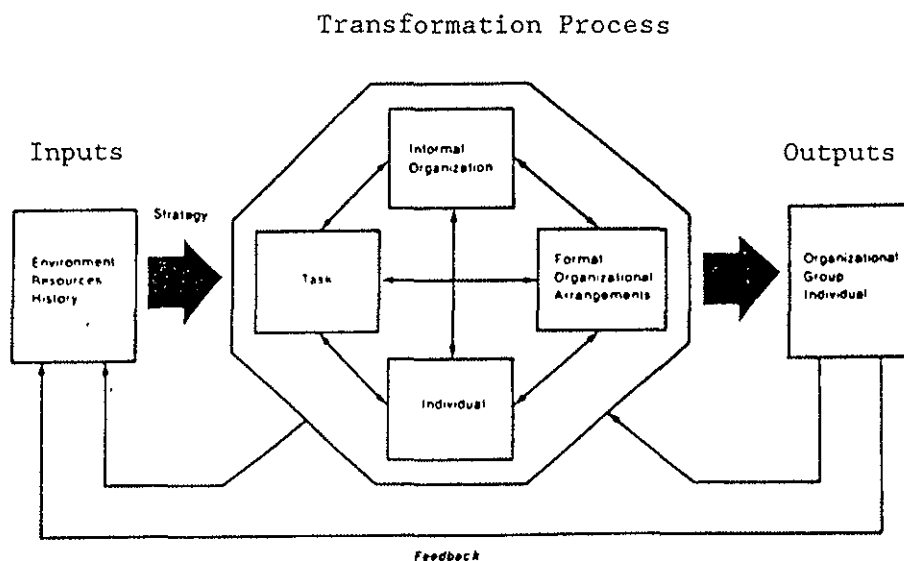 Transformation Process
Inputs
Outputs
Informal
Organization
Strategy
Environment
Resources
History
Task
Formal
Organizational
Arrangements
Organizational
Group
Individual
Individual
Feedback